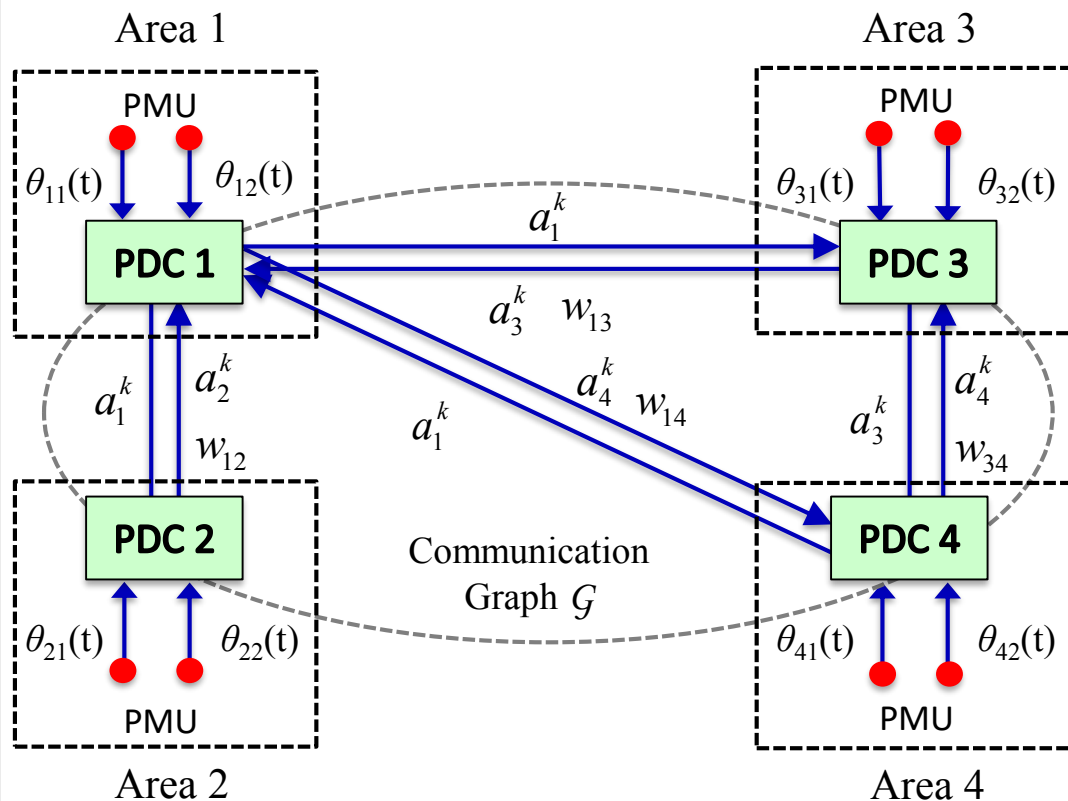 Area 1
Area 3
PMU
PMU
θ₁₁(t)
θ₁₂(t)
θ₃₁(t)
θ₃₂(t)
a₁ᵏ
PDC 1
PDC 3
a₃ᵏ w₁₃
a₁ᵏ
a₂ᵏ
w₁₂
a₄ᵏ w₁₄
a₁ᵏ
a₃ᵏ
a₄ᵏ
w₃₄
PDC 2
PDC 4
Communication
Graph 𝒢
θ₂₁(t)
θ₂₂(t)
θ₄₁(t)
θ₄₂(t)
PMU
PMU
Area 2
Area 4